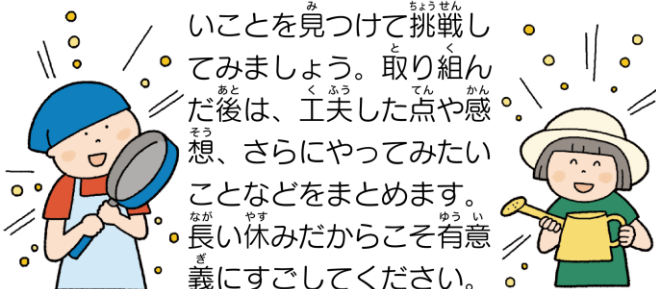 いことを見つけて挑戦し
てみましょう。取り組ん
だ後は、工夫した点や感
想、さらにやってみたい
ことなどをまとめます。
長い休みだからこそ有意
義にすごしてください。